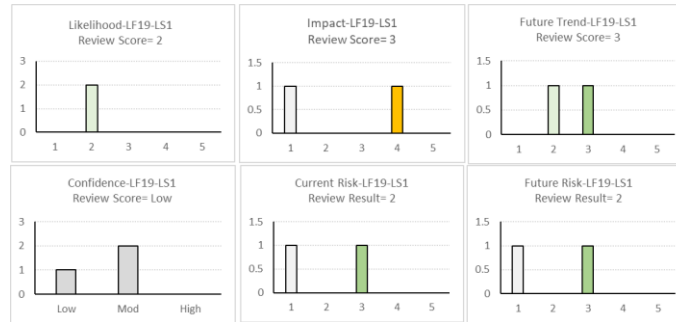 Likelihood-LF19-LS1
Review Score= 2
3
2
1
0
1 2 3 4 5
Impact-LF19-LS1
Review Score= 3
1.5
1
0.5
0
1 2 3 4 5
Future Trend-LF19-LS1
Review Score= 3
1.5
1
0.5
0
1 2 3 4 5
Confidence-LF19-LS1
Review Score= Low
3
2
1
0
Low Mod High
Current Risk-LF19-LS1
Review Result= 2
1.5
1
0.5
0
1 2 3 4 5
Future Risk-LF19-LS1
Review Result= 2
1.5
1
0.5
0
1 2 3 4 5